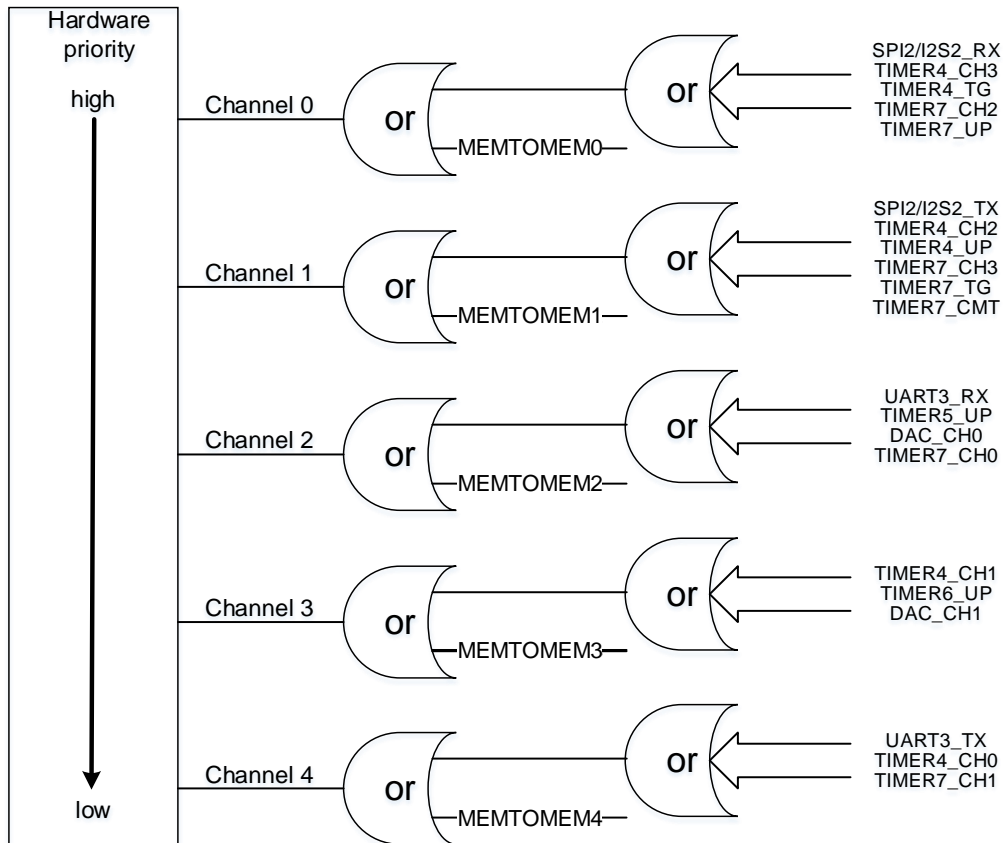 Hardware
priority
high
low
Channel 0
or
MEMTOMEM0
or
SPI2/I2S2_RX
TIMER4_CH3
TIMER4_TG
TIMER7_CH2
TIMER7_UP
Channel 1
or
MEMTOMEM1
or
SPI2/I2S2_TX
TIMER4_CH2
TIMER4_UP
TIMER7_CH3
TIMER7_TG
TIMER7_CMT
Channel 2
or
MEMTOMEM2
or
UART3_RX
TIMER5_UP
DAC_CH0
TIMER7_CH0
Channel 3
or
MEMTOMEM3
or
TIMER4_CH1
TIMER6_UP
DAC_CH1
Channel 4
or
MEMTOMEM4
or
UART3_TX
TIMER4_CH0
TIMER7_CH1